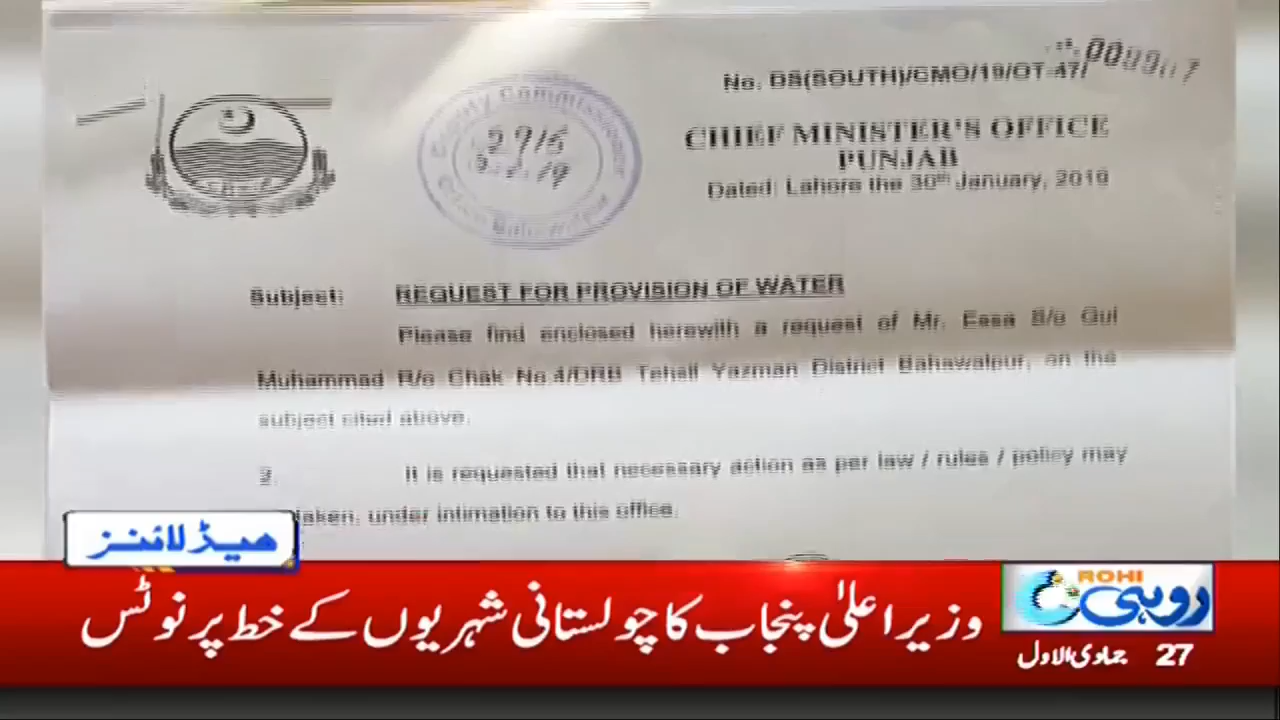 No. DS(SOUTH)/CMO/19/OT-47/
CHIEF MINISTER'S OFFICE
PUNJAB
Dated: Lahore the 30th January, 2019
Deputy Commissioner
2916
Subject: REQUEST FOR PROVISION OF WATER
Please find enclosed herewith a request of Mr. Essa S/o Gul
Muhammad R/o Chak No.4/DRB Tehsil Yazman District Bahawalpur, on the
subject cited above.
2. It is requested that necessary action as per law / rules / policy may
taken, under intimation to this office.
ہیڈ لائنز
وزیر اعلیٰ پنجاب کا چولستانی شہریوں کے خط پر نوٹس
ROHI
روہی
27 جمادی الاول